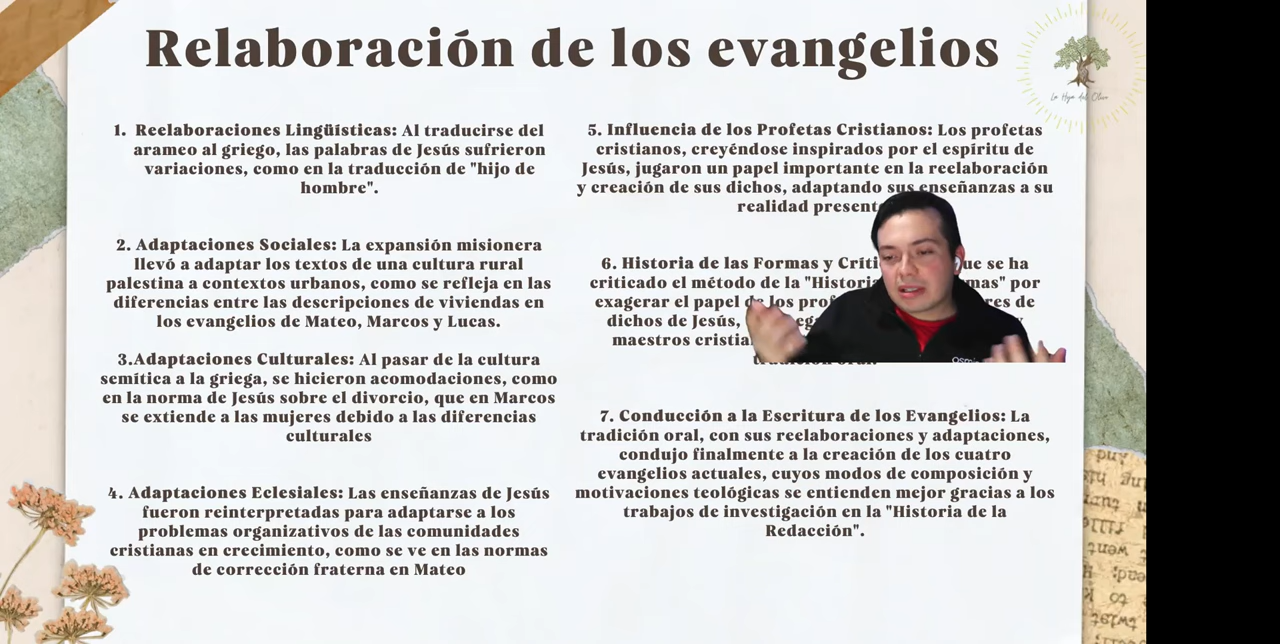 Relaboración de los evangelios
La Hija del Olivo
1. Reelaboraciones Lingüísticas: Al traducirse del
arameo al griego, las palabras de Jesús sufrieron
variaciones, como en la traducción de "hijo de
hombre".
2. Adaptaciones Sociales: La expansión misionera
llevó a adaptar los textos de una cultura rural
palestina a contextos urbanos, como se refleja en las
diferencias entre las descripciones de viviendas en
los evangelios de Mateo, Marcos y Lucas.
3.Adaptaciones Culturales: Al pasar de la cultura
semítica a la griega, se hicieron acomodaciones, como
en la norma de Jesús sobre el divorcio, que en Marcos
se extiende a las mujeres debido a las diferencias
culturales
4. Adaptaciones Eclesiales: Las enseñanzas de Jesús
fueron reinterpretadas para adaptarse a los
problemas organizativos de las comunidades
cristianas en crecimiento, como se ve en las normas
de corrección fraterna en Mateo
5. Influencia de los Profetas Cristianos: Los profetas
cristianos, creyéndose inspirados por el espíritu de
Jesús, jugaron un papel importante en la reelaboración
y creación de sus dichos, adaptando sus enseñanzas a su
realidad
6. Historia de las Formas y se ha
criticado el método de la por
exagerar el papel de los de
dichos de Jesús,
maestros
oral.
7. Conducción a la Escritura de los Evangelios: La
tradición oral, con sus reelaboraciones y adaptaciones,
condujo finalmente a la creación de los cuatro
evangelios actuales, cuyos modos de composición y
motivaciones teológicas se entienden mejor gracias a los
trabajos de investigación en la "Historia de la
Redacción".